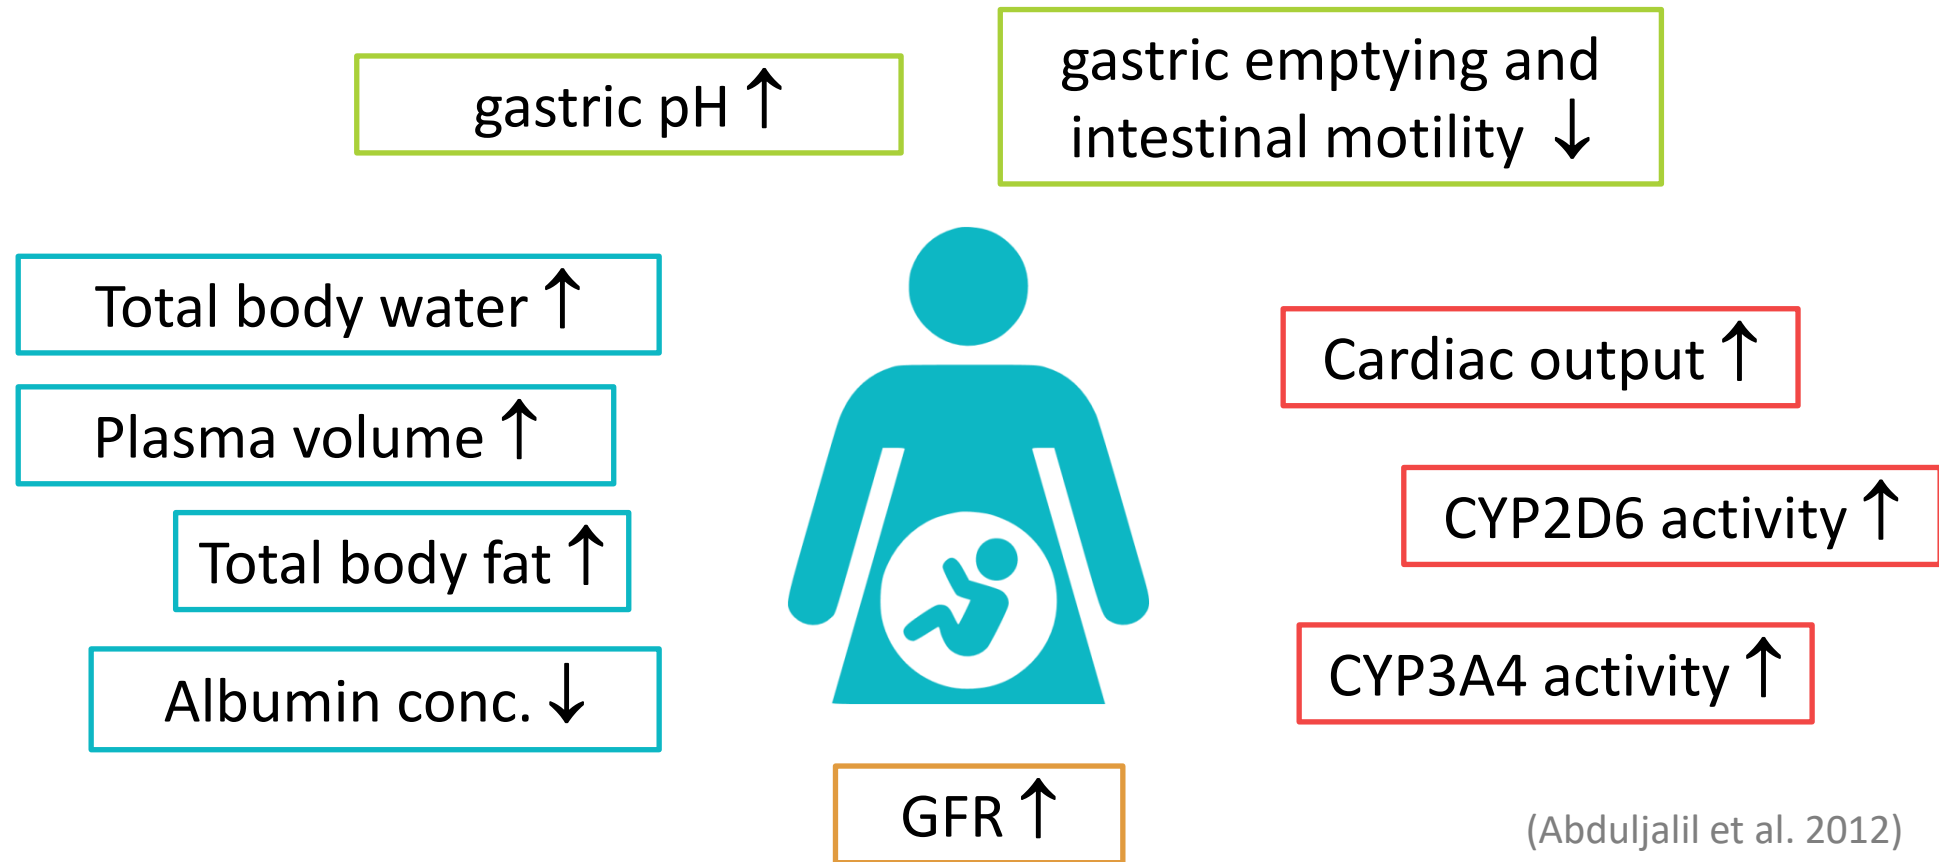 gastric pH ↑
gastric emptying and
intestinal motility ↓
Total body water ↑
Plasma volume ↑
Total body fat ↑
Albumin conc. ↓
Cardiac output ↑
CYP2D6 activity ↑
CYP3A4 activity ↑
GFR ↑
(Abduljalil et al. 2012)